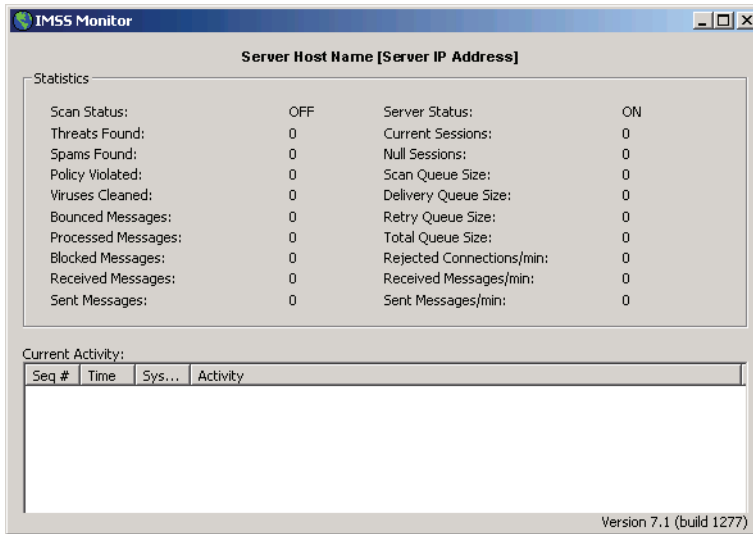 IMSS Monitor
Server Host Name [Server IP Address]
Statistics
Scan Status: OFF Server Status: ON
Threats Found: 0 Current Sessions: 0
Spams Found: 0 Null Sessions: 0
Policy Violated: 0 Scan Queue Size: 0
Viruses Cleaned: 0 Delivery Queue Size: 0
Bounced Messages: 0 Retry Queue Size: 0
Processed Messages: 0 Total Queue Size: 0
Blocked Messages: 0 Rejected Connections/min: 0
Received Messages: 0 Received Messages/min: 0
Sent Messages: 0 Sent Messages/min: 0
Current Activity:
Seq # Time Sys... Activity
Version 7.1 (build 1277)